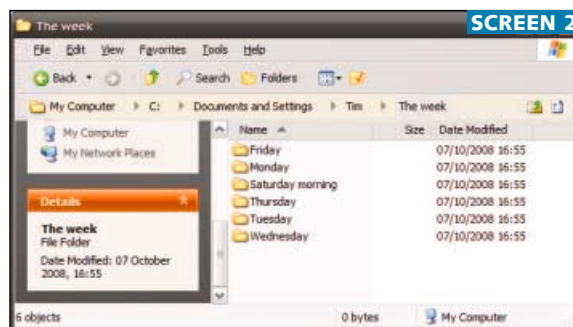 The week
SCREEN 2
File Edit View Favorites Tools Help
Back Search Folders
My Computer C: Documents and Settings Tim The week
My Computer
My Network Places
Details
The week
File Folder
Date Modified: 07 October
2008, 16:55
Name Size Date Modified
Friday 07/10/2008 16:55
Monday 07/10/2008 16:55
Saturday morning 07/10/2008 16:55
Thursday 07/10/2008 16:55
Tuesday 07/10/2008 16:55
Wednesday 07/10/2008 16:55
6 objects 0 bytes My Computer